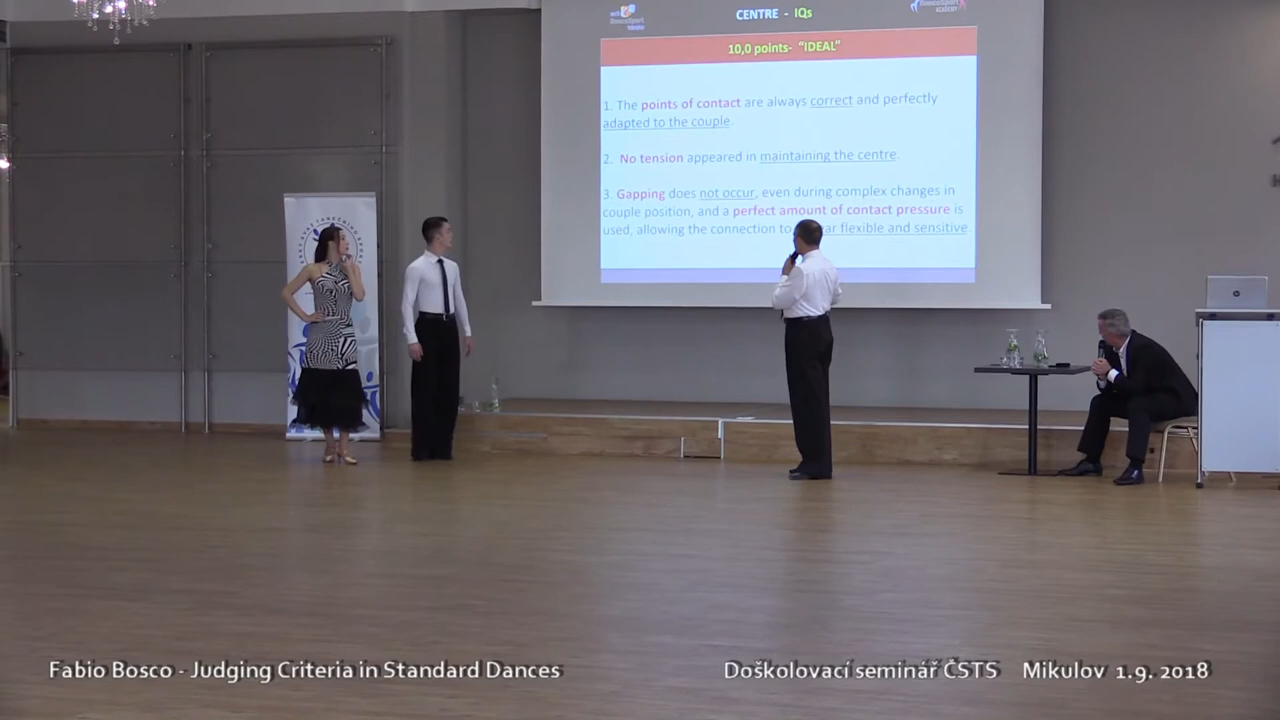 CENTRE - IQs
10,0 points- "IDEAL"
1. The points of contact are always correct and perfectly
adapted to the couple.
2. No tension appeared in maintaining the centre.
3. Gapping does not occur, even during complex changes in
couple position, and a perfect amount of contact pressure is
used, allowing the connection to ar flexible and sensitive.
Fabio Bosco - Judging Criteria in Standard Dances
Doškolovací seminář ČSTS Mikulov 1.9. 2018